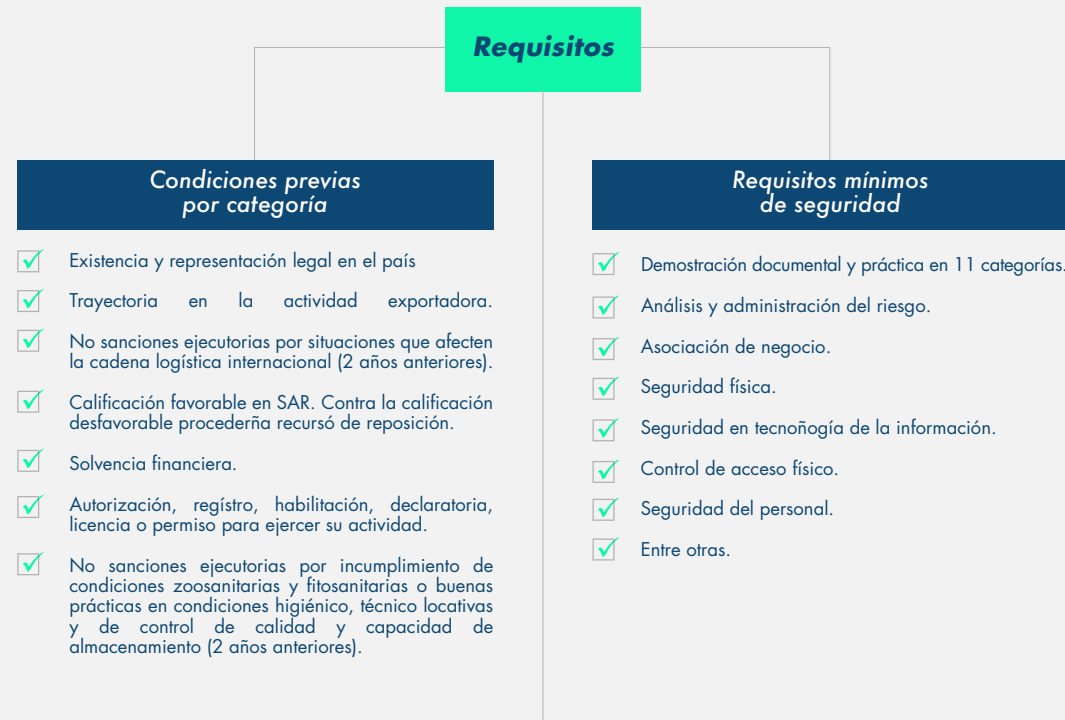 Requisitos
Condiciones previas
por categoría
Existencia y representación legal en el país
Trayectoria en la actividad exportadora.
No sanciones ejecutorias por situaciones que afecten
la cadena logística internacional (2 años anteriores).
Calificación favorable en SAR. Contra la calificación
desfavorable procederña recursó de reposición.
Solvencia financiera.
Autorización, regístro, habilitación, declaratoria,
licencia o permiso para ejercer su actividad.
No sanciones ejecutorias por incumplimiento de
condiciones zoosanitarias y fitosanitarias o buenas
prácticas en condiciones higiénico, técnico locativas
y de control de calidad y capacidad de
almacenamiento (2 años anteriores).
Requisitos mínimos
de seguridad
Demostración documental y práctica en 11 categorías.
Análisis y administración del riesgo.
Asociación de negocio.
Seguridad física.
Seguridad en tecnoñogía de la información.
Control de acceso físico.
Seguridad del personal.
Entre otras.